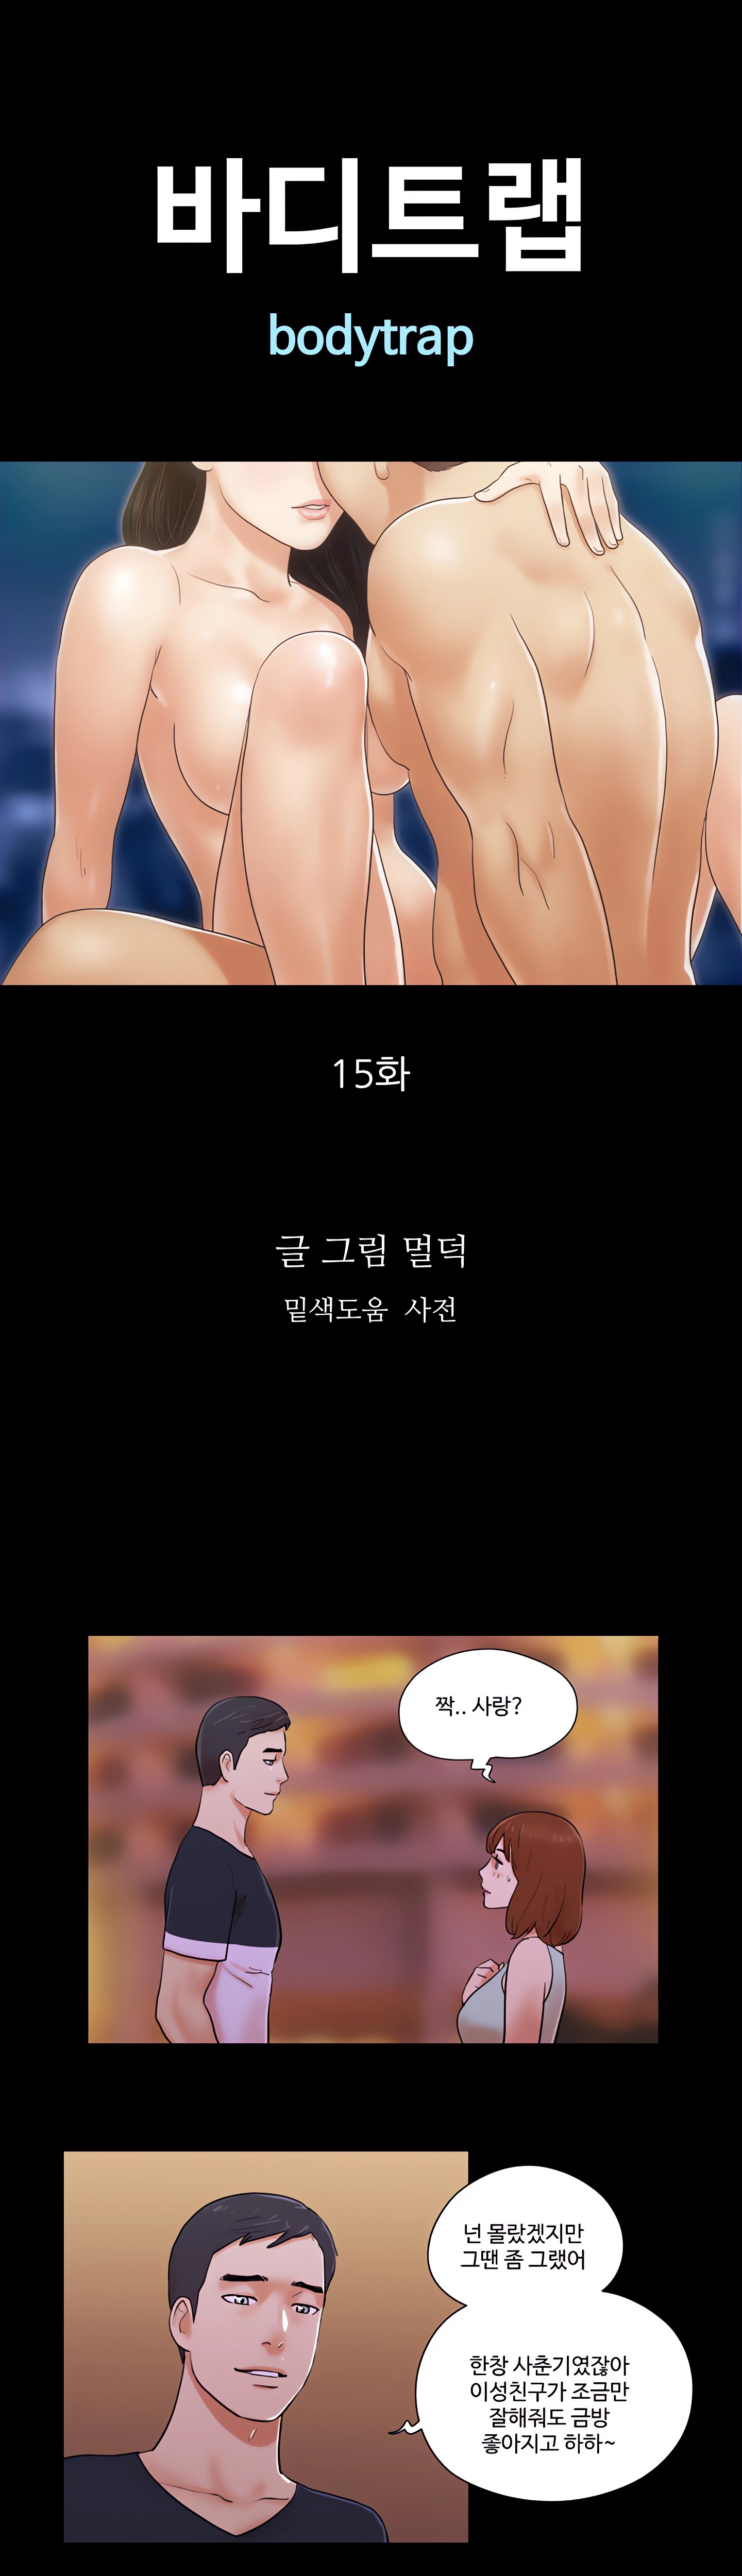 바디트랩
bodytrap
15화
글 그림 멀덕
밑색도움 사전
짝.. 사랑?
넌 몰랐겠지만
그땐 좀 그랬어
한창 사춘기였잖아
이성친구가 조금만
잘해줘도 금방
좋아지고 하하~